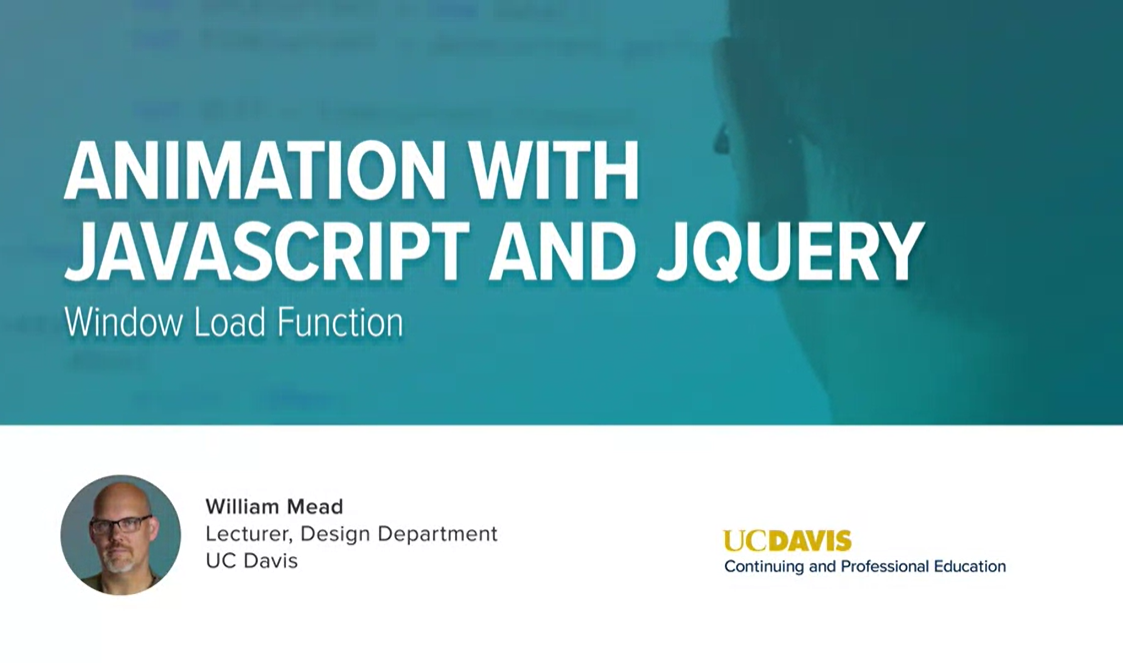 ANIMATION WITH
JAVASCRIPT AND JQUERY
Window Load Function
William Mead
Lecturer, Design Department
UC Davis
UCDAVIS
Continuing and Professional Education